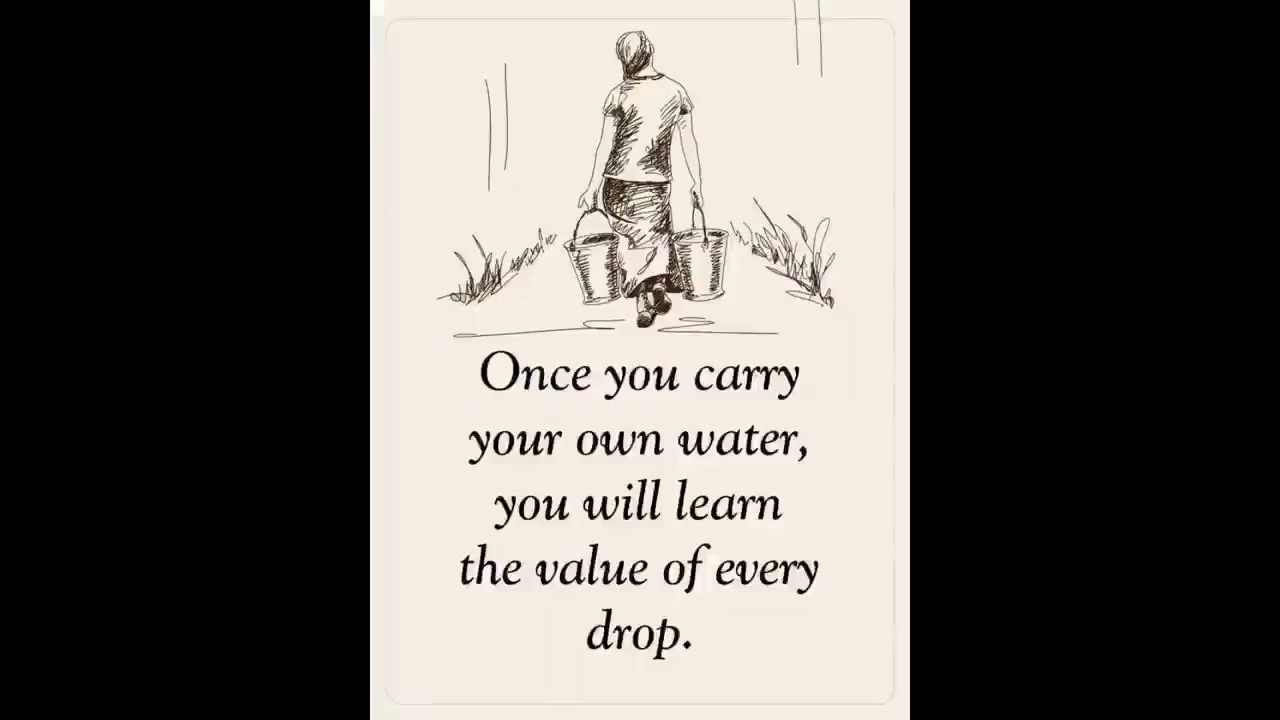 Once you carry
your own water,
you will learn
the value of every
drop.